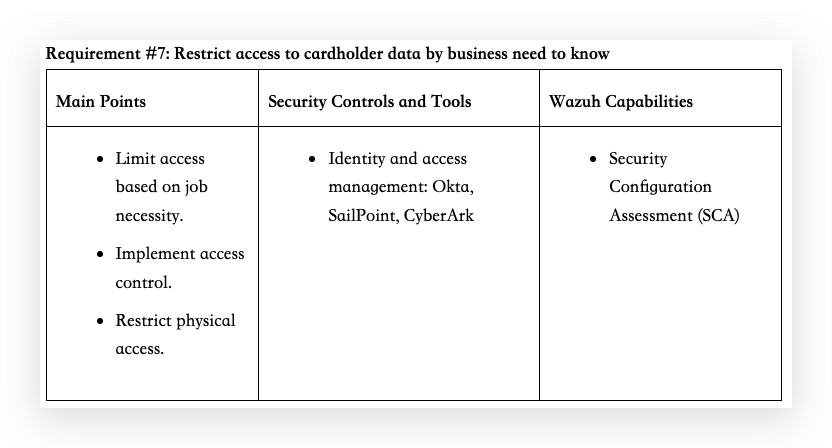 Requirement #7: Restrict access to cardholder data by business need to know
Main Points
Security Controls and Tools
Wazuh Capabilities
• Limit access
based on job
necessity.
• Implement access
control.
• Restrict physical
access.
• Identity and access
management: Okta,
SailPoint, CyberArk
• Security
Configuration
Assessment (SCA)